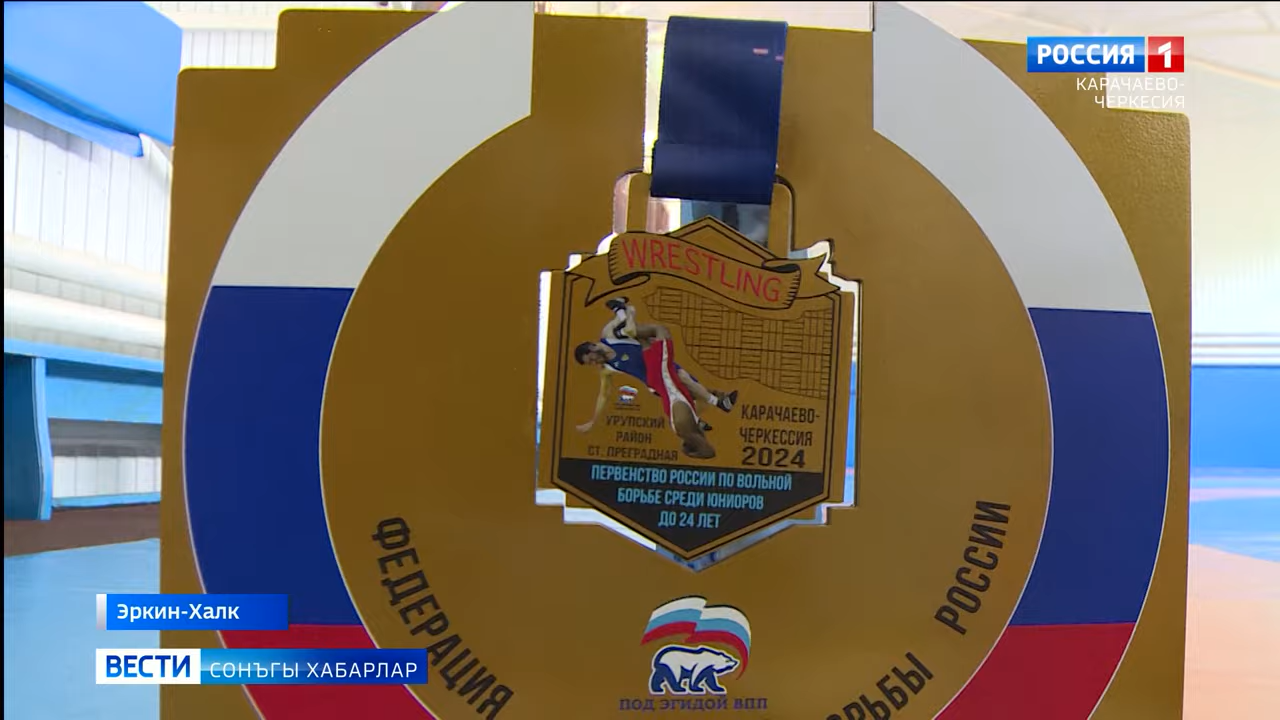 РОССИЯ 1
КАРАЧАЕВО-
ЧЕРКЕСИЯ
WRESTLING
УРУПСКИЙ
РАЙОН
СТ. ПРЕГРАДНАЯ
КАРАЧАЕВО-
ЧЕРКЕССИЯ
2024
ПЕРВЕНСТВО РОССИИ ПО ВОЛЬНОЙ
БОРЬБЕ СРЕДИ ЮНИОРОВ
ДО 24 ЛЕТ
ФЕДЕРАЦИЯ
ОРЬБЫ РОССИИ
ПОД ЭГИДОЙ ВПП
Эркин-Халк
ВЕСТИ СОНЪГЫ ХАБАРЛАР